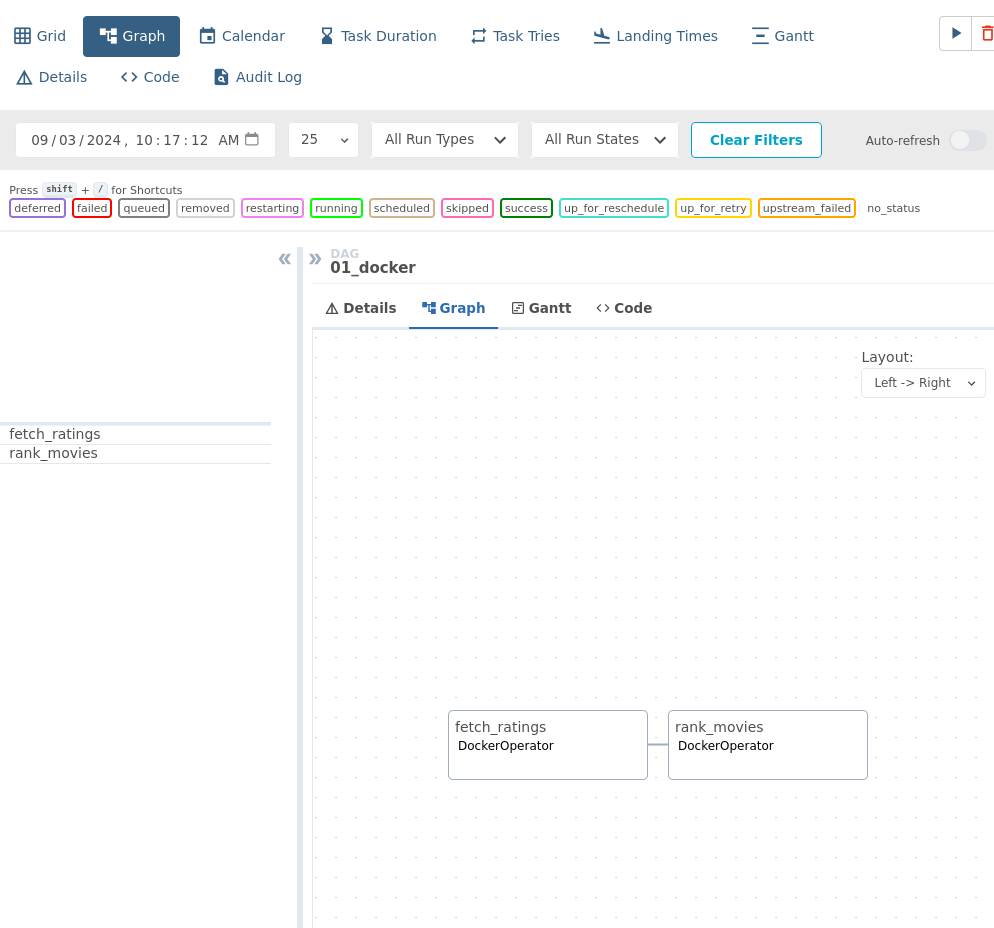 Grid Graph Calendar Task Duration Task Tries Landing Times Gantt
Details Code Audit Log
09/03/2024, 10:17:12 AM 25 All Run Types All Run States Clear Filters Auto-refresh
Press shift + / for Shortcuts
deferred failed queued removed restarting running scheduled skipped success up_for_reschedule up_for_retry upstream_failed no_status
« » DAG
01_docker
Details Graph Gantt Code
Layout:
Left -> Right
fetch_ratings
rank_movies
fetch_ratings rank_movies
DockerOperator DockerOperator